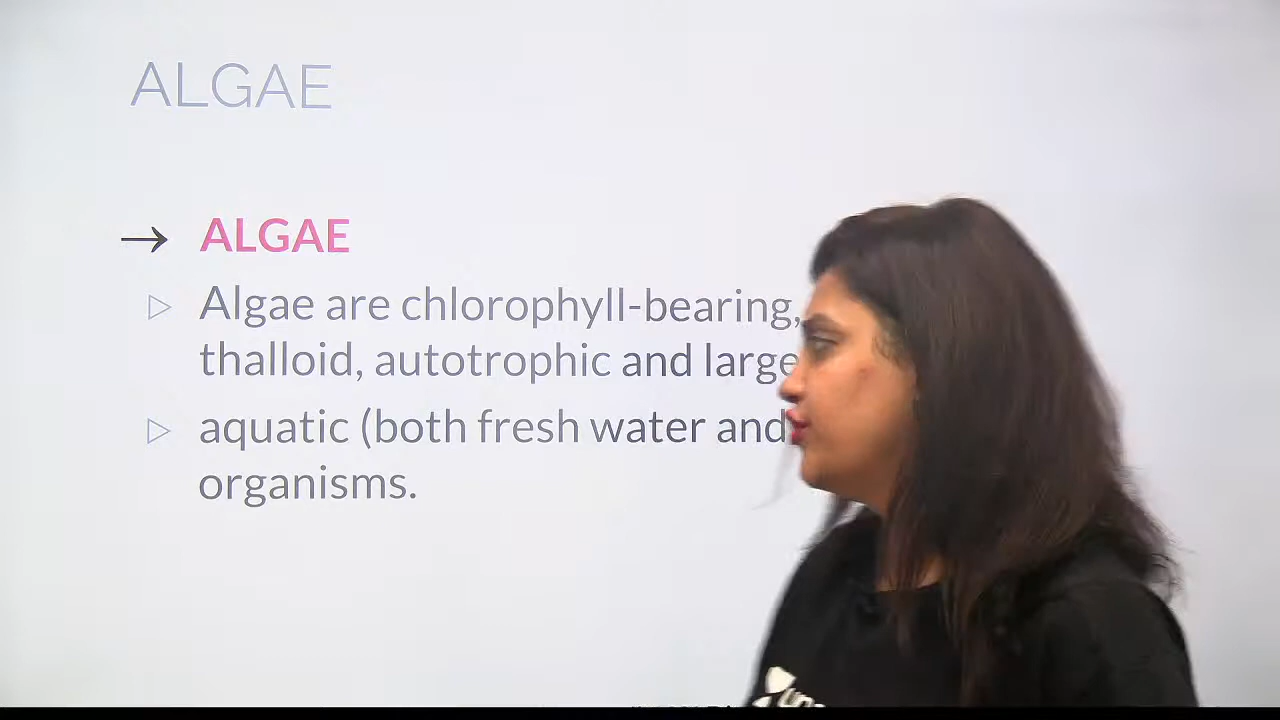 ALGAE
→ ALGAE
▷ Algae are chlorophyll-bearing,
thalloid, autotrophic and large
▷ aquatic (both fresh water and
organisms.